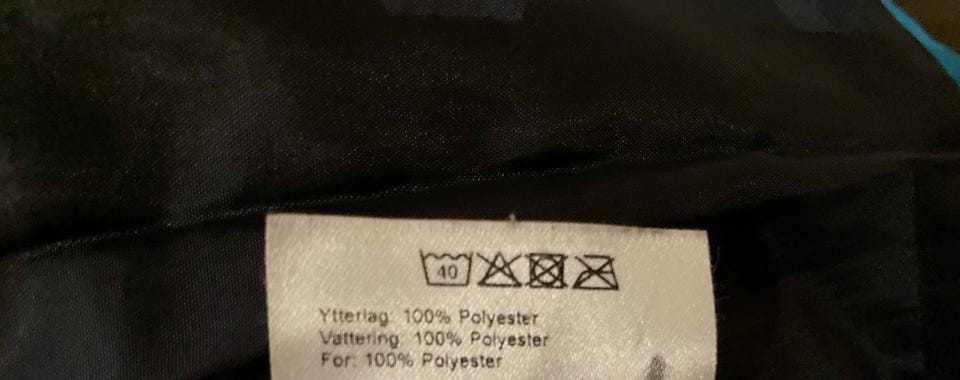 40
Ytterlag: 100% Polyester
Vattering: 100% Polyester
For: 100% Polyester